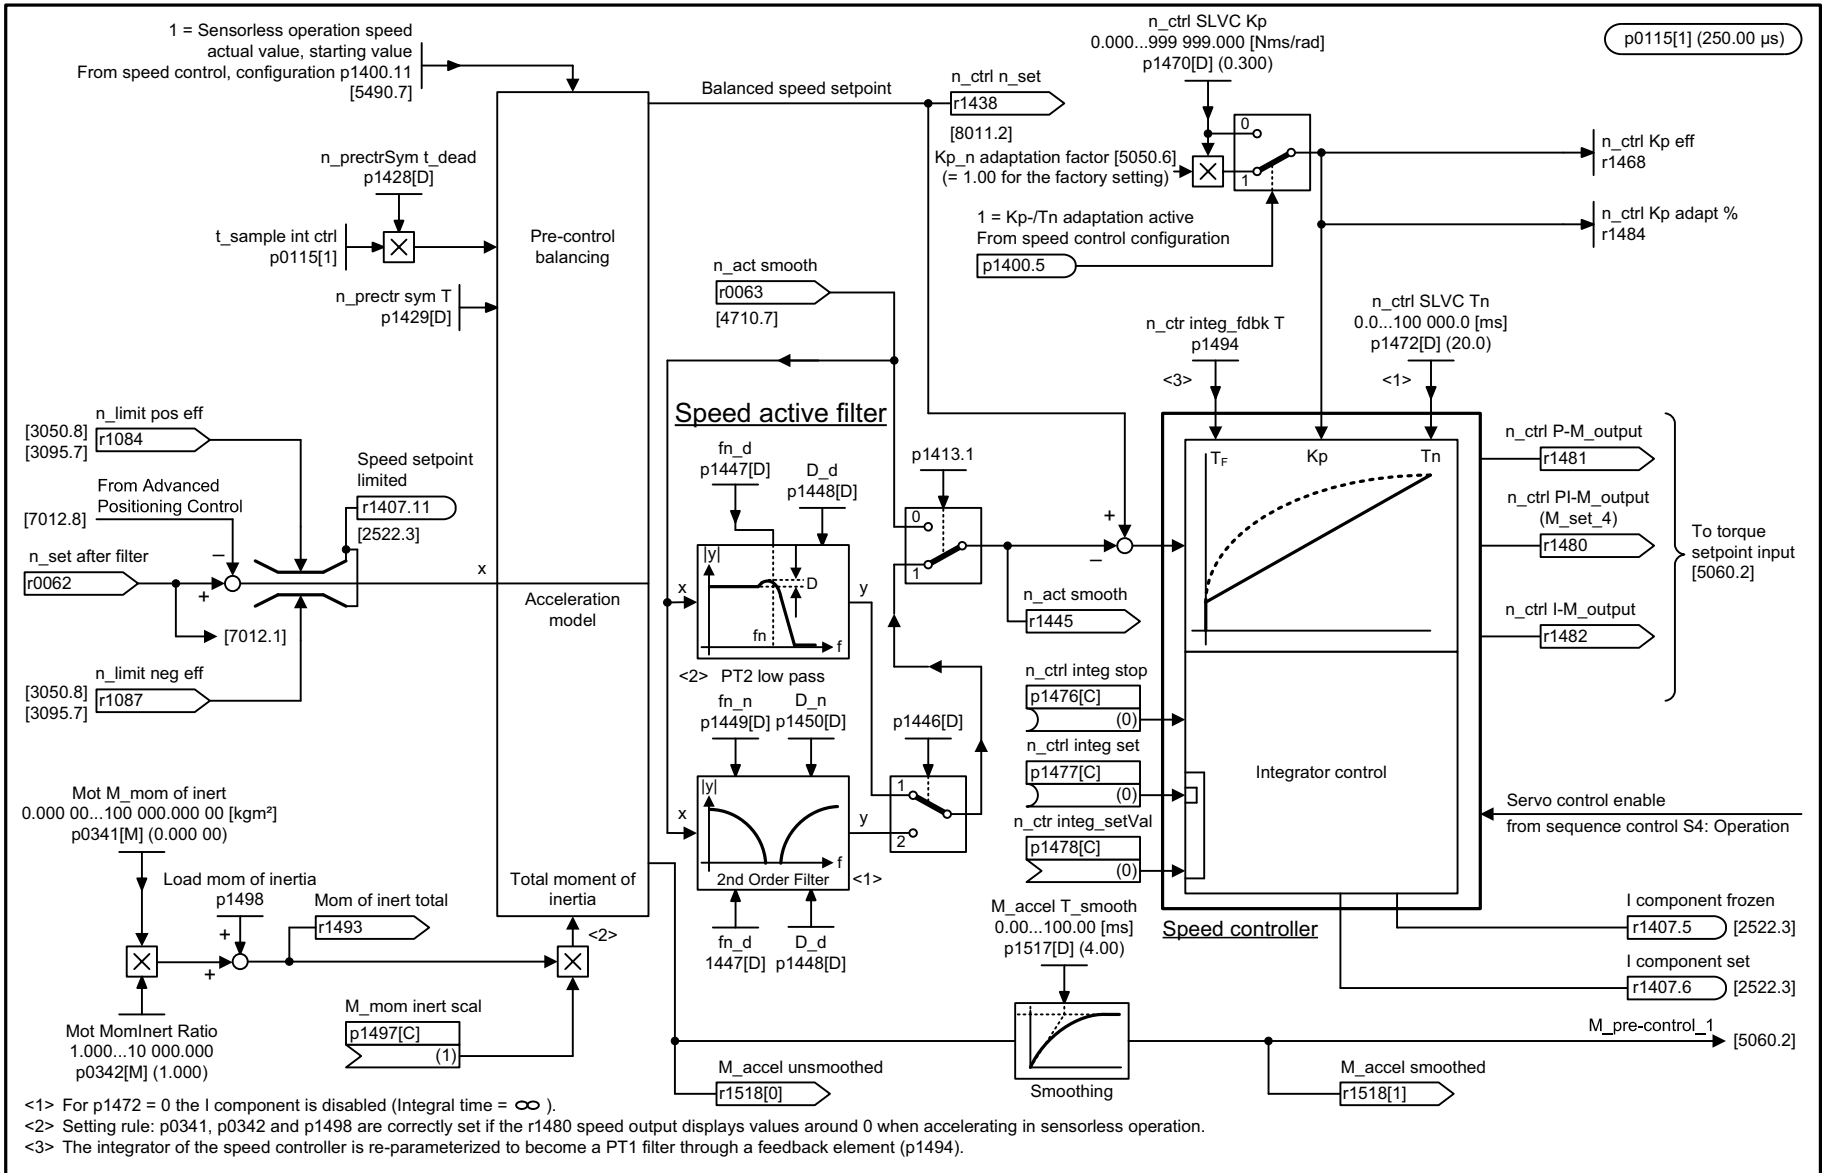 1 = Sensorless operation speed
actual value, starting value
From speed control, configuration p1400.11
[5490.7]
n_prectrSym t_dead
p1428[D]
t_sample int ctrl
p0115[1]
n_prectr sym T
p1429[D]
Pre-control
balancing
Acceleration
model
Total moment of
inertia
<2>
n_limit pos eff
[3050.8]
[3095.7]
r1084
From Advanced
Positioning Control
[7012.8]
n_set after filter
r0062
–
+
[7012.1]
Speed setpoint
limited
r1407.11
[2522.3]
x
n_limit neg eff
[3050.8]
[3095.7]
r1087
Mot M_mom of inert
0.000 00...100 000.000 00 [kgm²]
p0341[M] (0.000 00)
Load mom of inertia
p1498
+
+
Mom of inert total
r1493
Mot MomInert Ratio
1.000...10 000.000
p0342[M] (1.000)
M_mom inert scal
p1497[C]
(1)
Balanced speed setpoint
n_ctrl n_set
r1438
[8011.2]
n_act smooth
r0063
[4710.7]
Speed active filter
fn_d
p1447[D]
D_d
p1448[D]
|y|
D
fn
f
x
y
<2> PT2 low pass
fn_n
p1449[D]
D_n
p1450[D]
|y|
f
x
y
2nd Order Filter
<1>
fn_d
1447[D]
D_d
p1448[D]
p1446[D]
1
2
p1413.1
0
1
n_act smooth
r1445
+
–
n_ctrl SLVC Kp
0.000...999 999.000 [Nms/rad]
p1470[D] (0.300)
p0115[1] (250.00 µs)
Kp_n adaptation factor [5050.6]
(= 1.00 for the factory setting)
0
1
1 = Kp-/Tn adaptation active
From speed control configuration
p1400.5
n_ctrl Kp eff
r1468
n_ctrl Kp adapt %
r1484
n_ctr integ_fdbk T
p1494
<3>
n_ctrl SLVC Tn
0.0...100 000.0 [ms]
p1472[D] (20.0)
<1>
TF
Kp
Tn
n_ctrl P-M_output
r1481
n_ctrl PI-M_output
(M_set_4)
r1480
n_ctrl I-M_output
r1482
To torque
setpoint input
[5060.2]
n_ctrl integ stop
p1476[C]
(0)
n_ctrl integ set
p1477[C]
(0)
n_ctr integ_setVal
p1478[C]
(0)
Integrator control
Servo control enable
from sequence control S4: Operation
Speed controller
I component frozen
r1407.5
[2522.3]
I component set
r1407.6
[2522.3]
M_accel T_smooth
0.00...100.00 [ms]
p1517[D] (4.00)
Smoothing
M_pre-control_1
[5060.2]
M_accel unsmoothed
r1518[0]
M_accel smoothed
r1518[1]
<1> For p1472 = 0 the I component is disabled (Integral time = ∞ ).
<2> Setting rule: p0341, p0342 and p1498 are correctly set if the r1480 speed output displays values around 0 when accelerating in sensorless operation.
<3> The integrator of the speed controller is re-parameterized to become a PT1 filter through a feedback element (p1494).